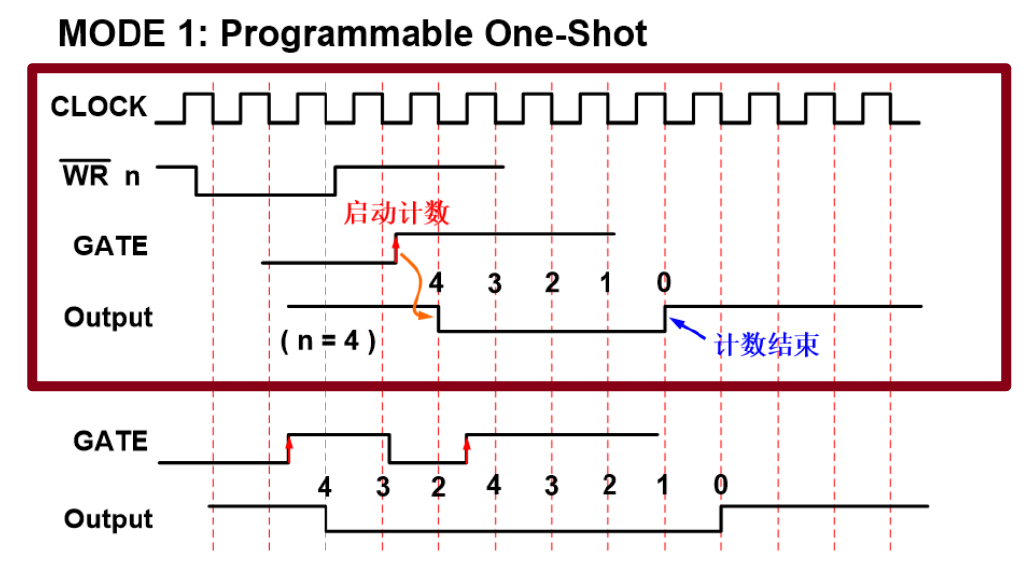 MODE 1: Programmable One-Shot
CLOCK
WR n
启动计数
GATE
4 3 2 1 0
Output
( n = 4 )
计数结束
GATE
4 3 2 4 3 2 1 0
Output